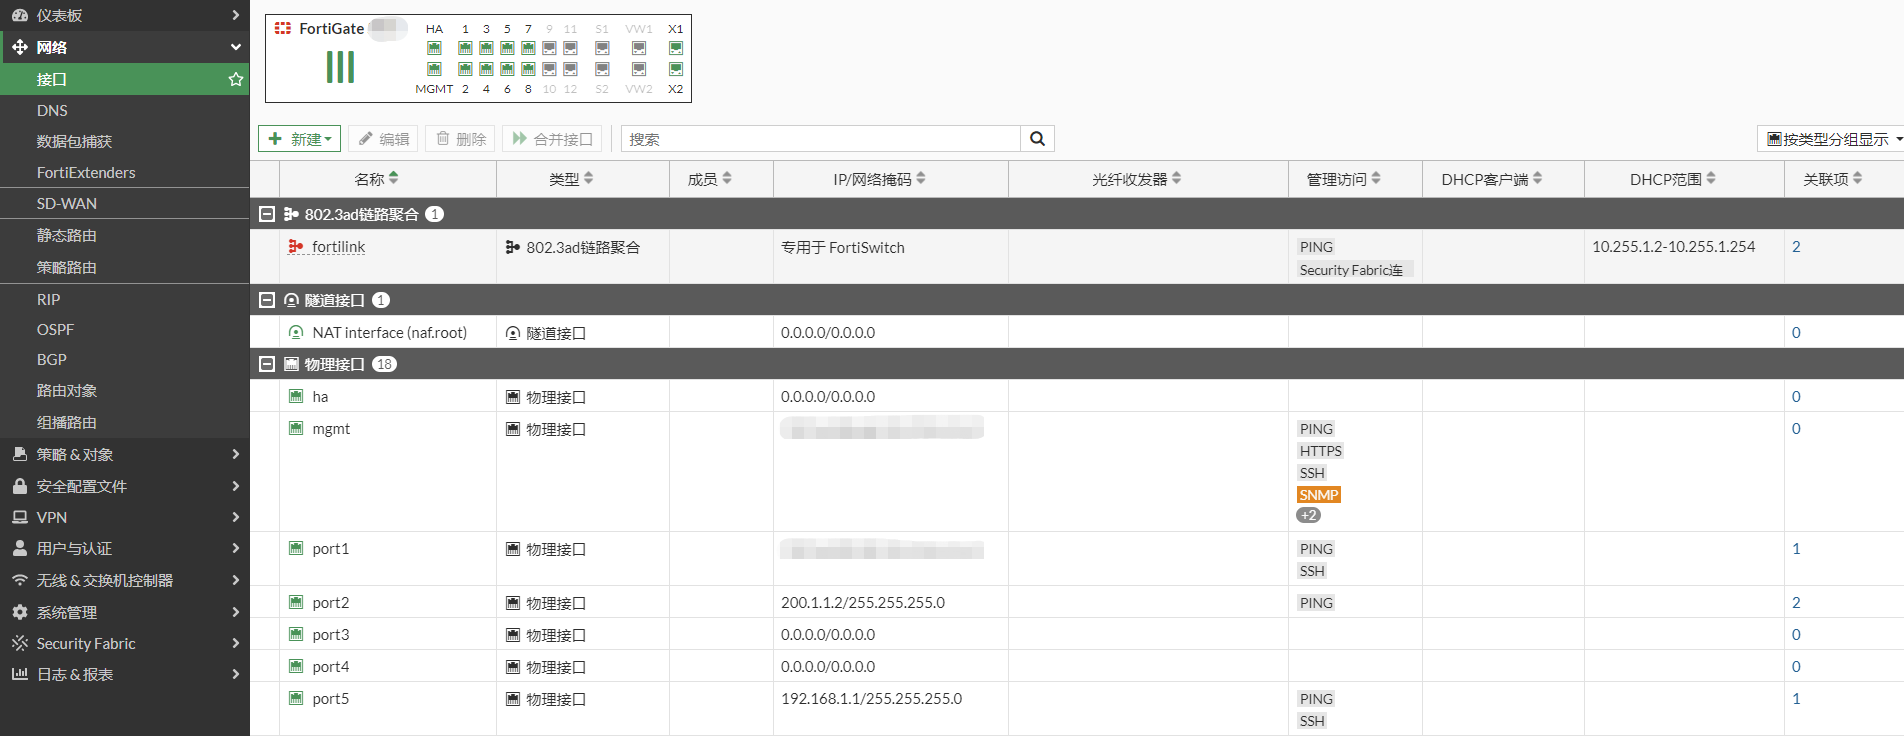 仪表板
网络
接口
DNS
数据包捕获
FortiExtenders
SD-WAN
静态路由
策略路由
RIP
OSPF
BGP
路由对象
组播路由
策略 & 对象
安全配置文件
VPN
用户与认证
无线 & 交换机控制器
系统管理
Security Fabric
日志 & 报表
FortiGate
HA 1 3 5 7 9 11 S1 VW1 X1
MGMT 2 4 6 8 10 12 S2 VW2 X2
新建 编辑 删除 合并接口 搜索 按类型分组显示
名称 类型 成员 IP/网络掩码 光纤收发器 管理访问 DHCP客户端 DHCP范围 关联项
802.3ad链路聚合 1
fortilink 802.3ad链路聚合 专用于 FortiSwitch PING 10.255.1.2-10.255.1.254 2
Security Fabric连
隧道接口 1
NAT interface (naf.root) 隧道接口 0.0.0.0/0.0.0.0 0
物理接口 18
ha 物理接口 0.0.0.0/0.0.0.0 0
mgmt 物理接口 PING 0
HTTPS
SSH
SNMP
+2
port1 物理接口 PING 1
SSH
port2 物理接口 200.1.1.2/255.255.255.0 PING 2
port3 物理接口 0.0.0.0/0.0.0.0 0
port4 物理接口 0.0.0.0/0.0.0.0 0
port5 物理接口 192.168.1.1/255.255.255.0 PING 1
SSH